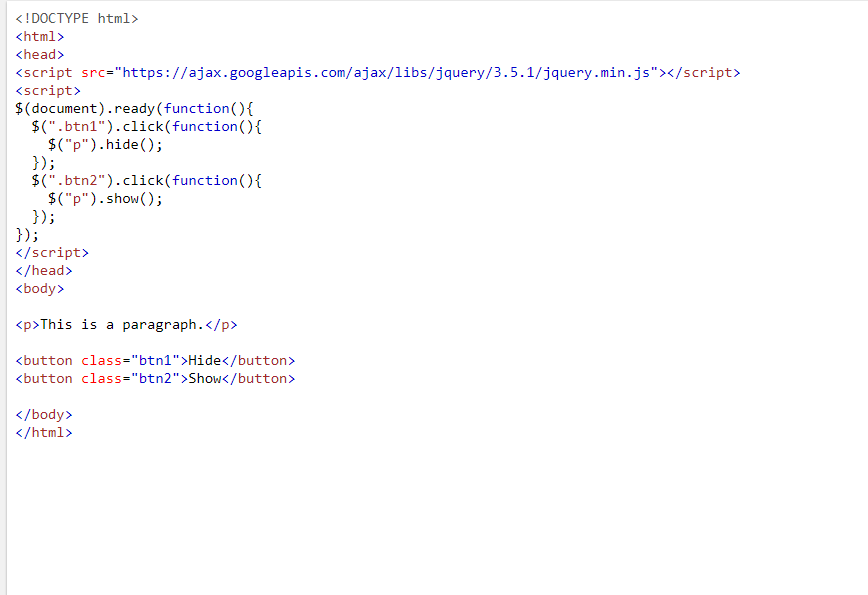 <!DOCTYPE html>
<html>
<head>
<script src="https://ajax.googleapis.com/ajax/libs/jquery/3.5.1/jquery.min.js"></script>
<script>
$(document).ready(function(){
  $(".btn1").click(function(){
    $("p").hide();
  });
  $(".btn2").click(function(){
    $("p").show();
  });
});
</script>
</head>
<body>

<p>This is a paragraph.</p>

<button class="btn1">Hide</button>
<button class="btn2">Show</button>

</body>
</html>